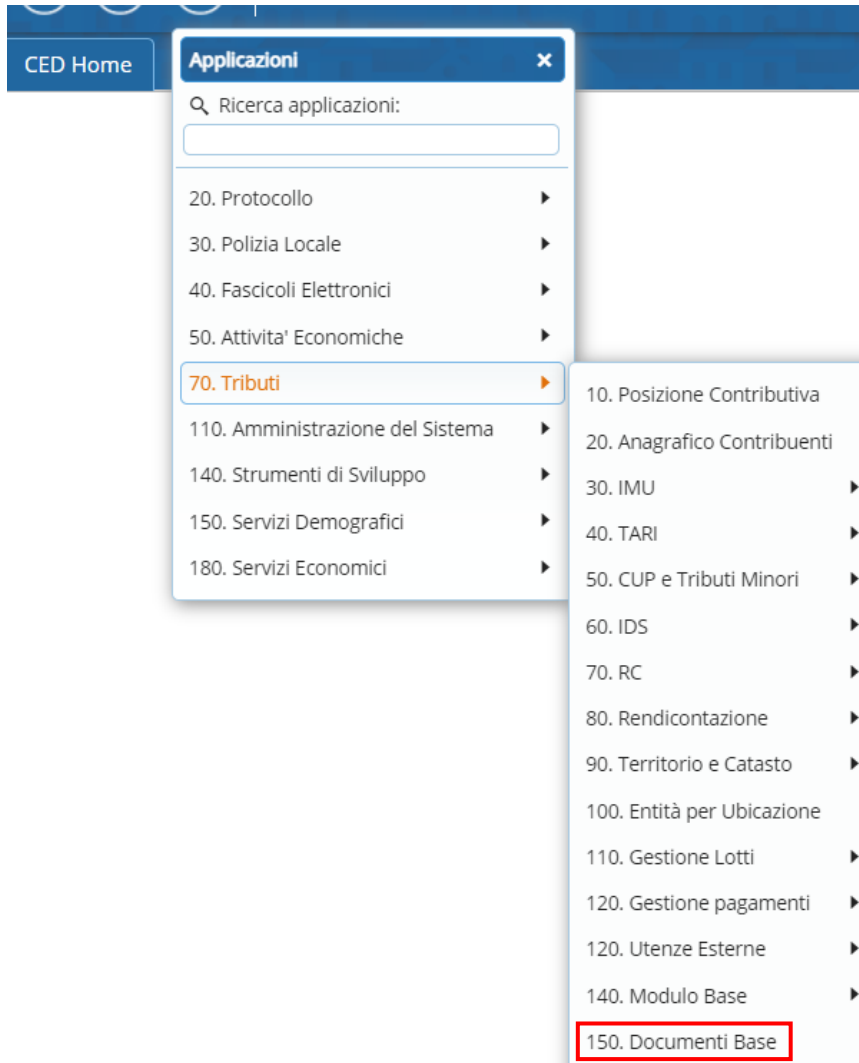 CED Home
Applicazioni
Ricerca applicazioni:
20. Protocollo
30. Polizia Locale
40. Fascicoli Elettronici
50. Attivita' Economiche
70. Tributi
110. Amministrazione del Sistema
140. Strumenti di Sviluppo
150. Servizi Demografici
180. Servizi Economici
10. Posizione Contributiva
20. Anagrafico Contribuenti
30. IMU
40. TARI
50. CUP e Tributi Minori
60. IDS
70. RC
80. Rendicontazione
90. Territorio e Catasto
100. Entità per Ubicazione
110. Gestione Lotti
120. Gestione pagamenti
120. Utenze Esterne
140. Modulo Base
150. Documenti Base